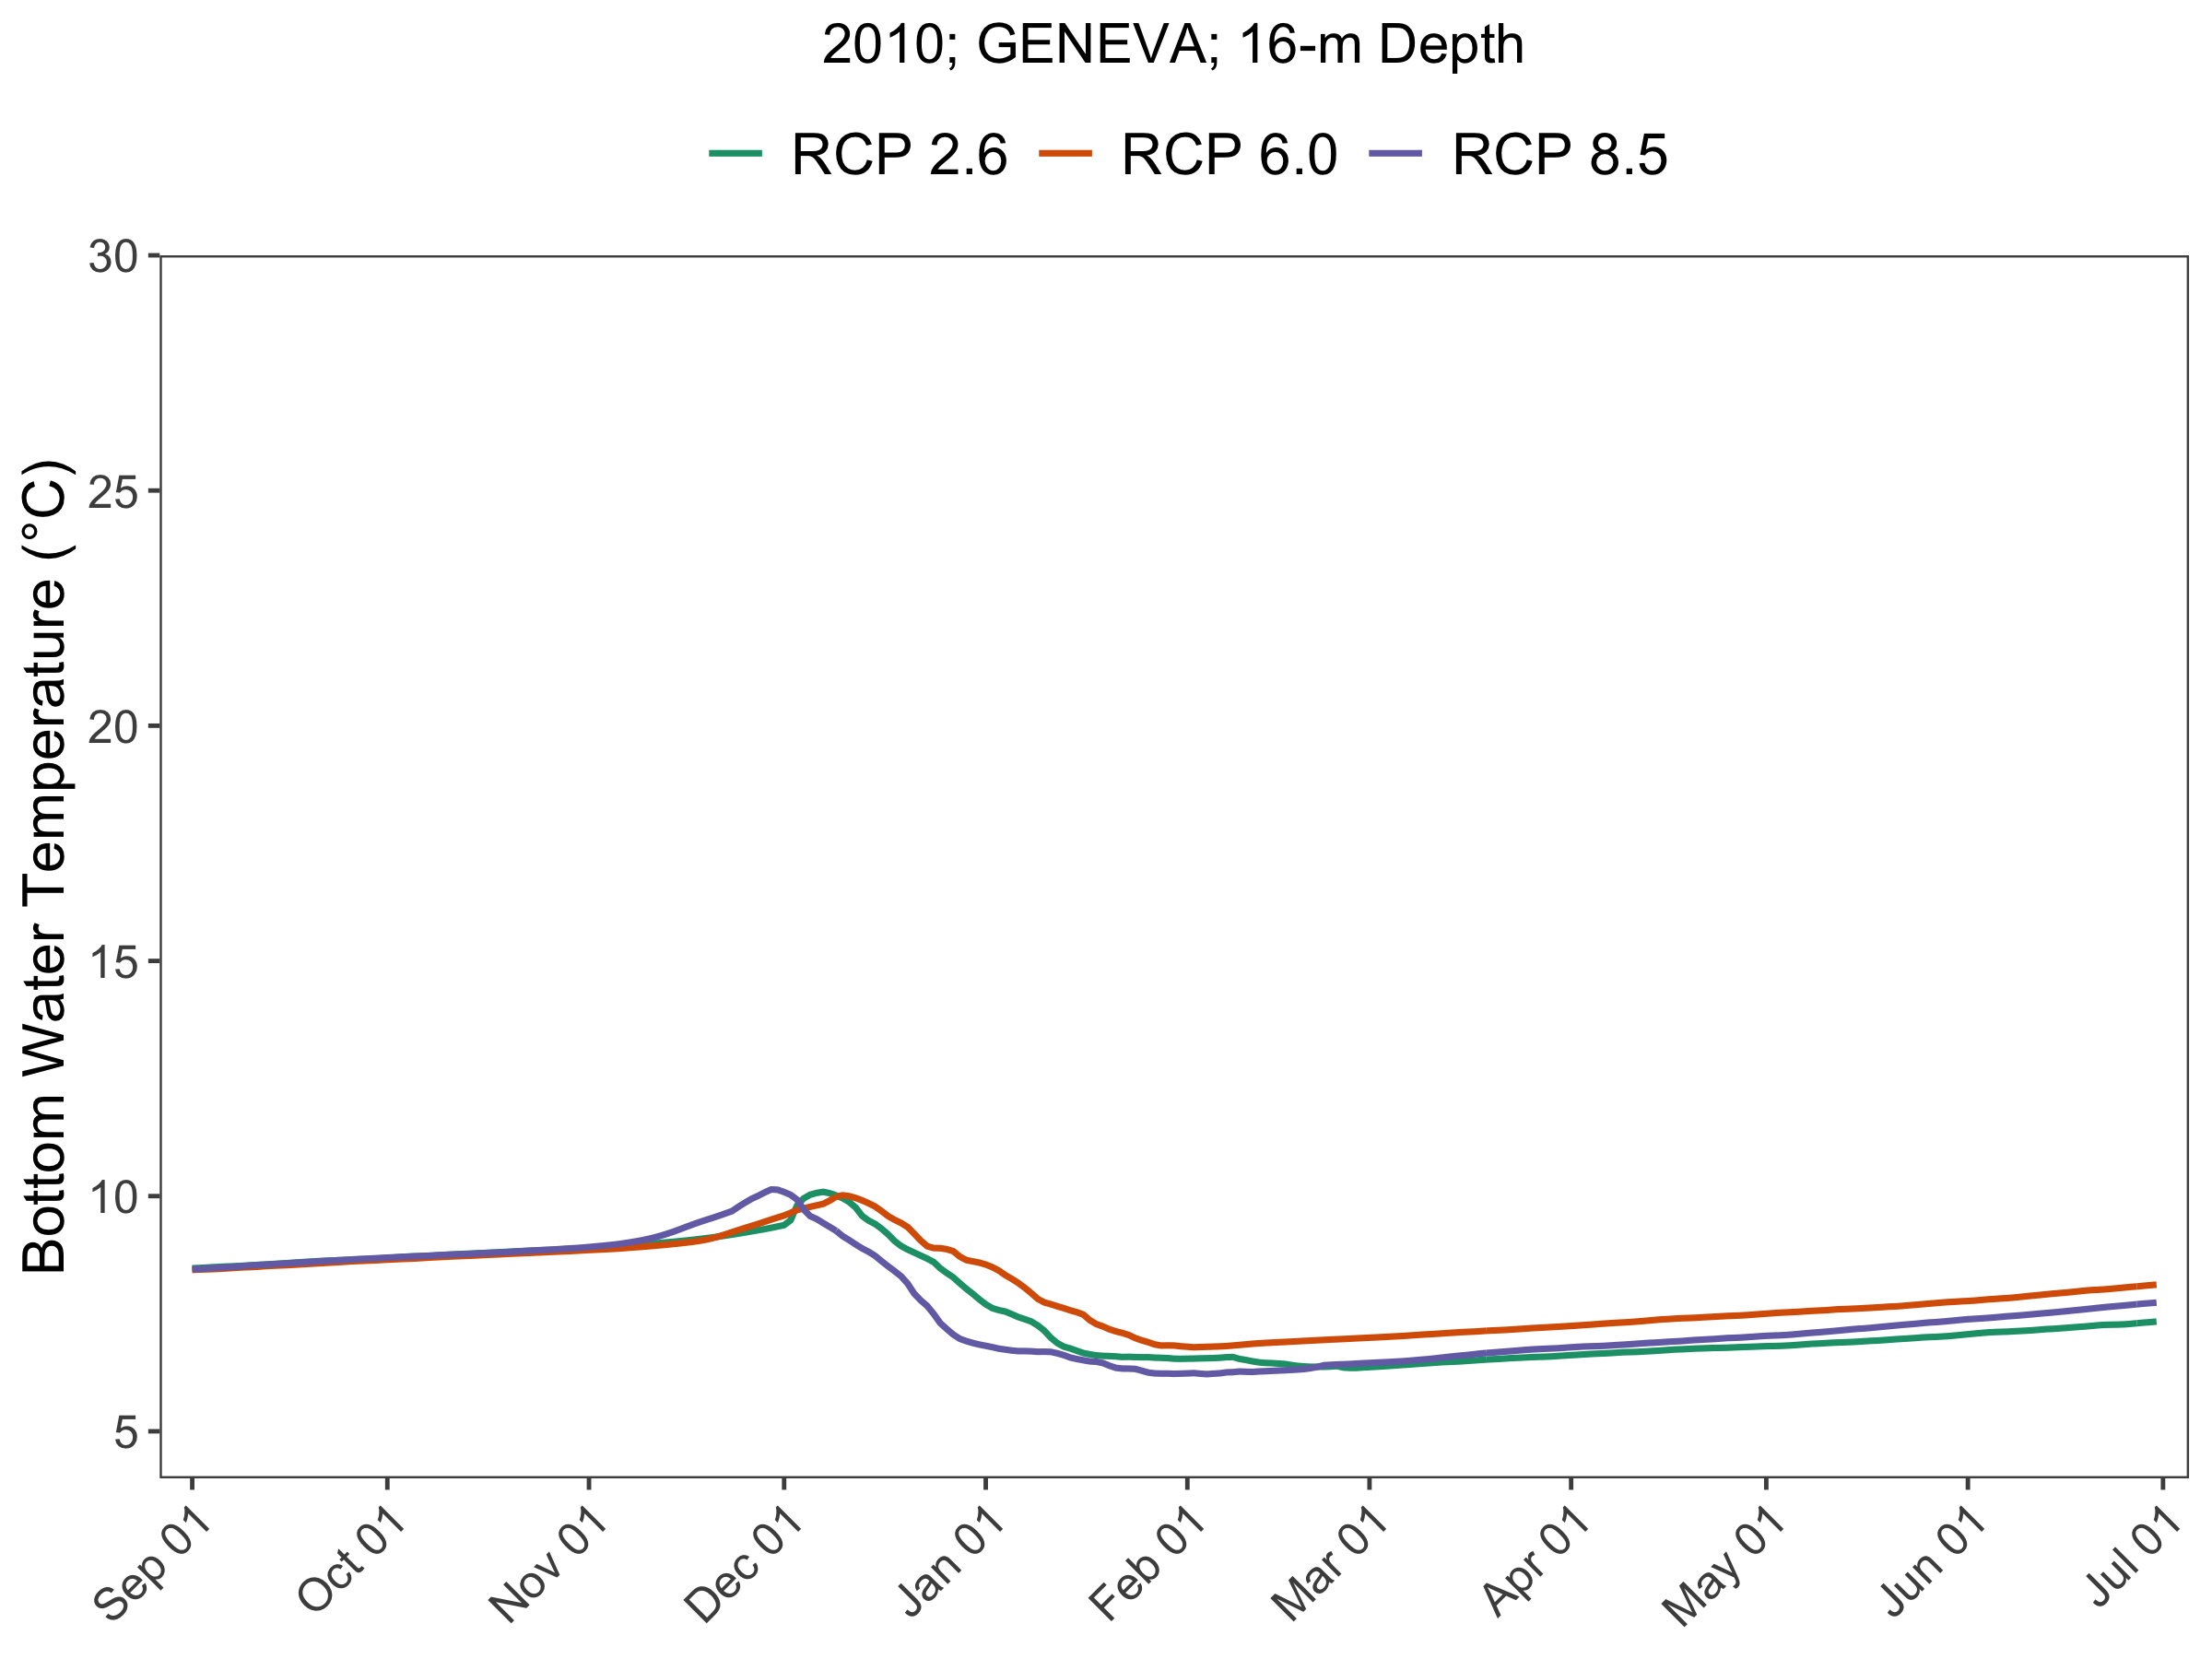 2010; GENEVA; 16-m Depth
RCP 2.6 RCP 6.0 RCP 8.5
Bottom Water Temperature (°C)
30
25
20
15
10
5
Sep 01 Oct 01 Nov 01 Dec 01 Jan 01 Feb 01 Mar 01 Apr 01 May 01 Jun 01 Jul 01